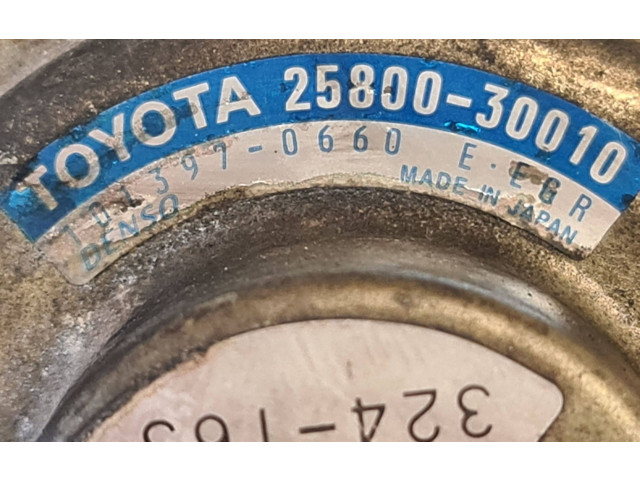 TOYOTA 25800-30010
397-0660 E·EGR
DENSO MADE IN JAPAN
324-163